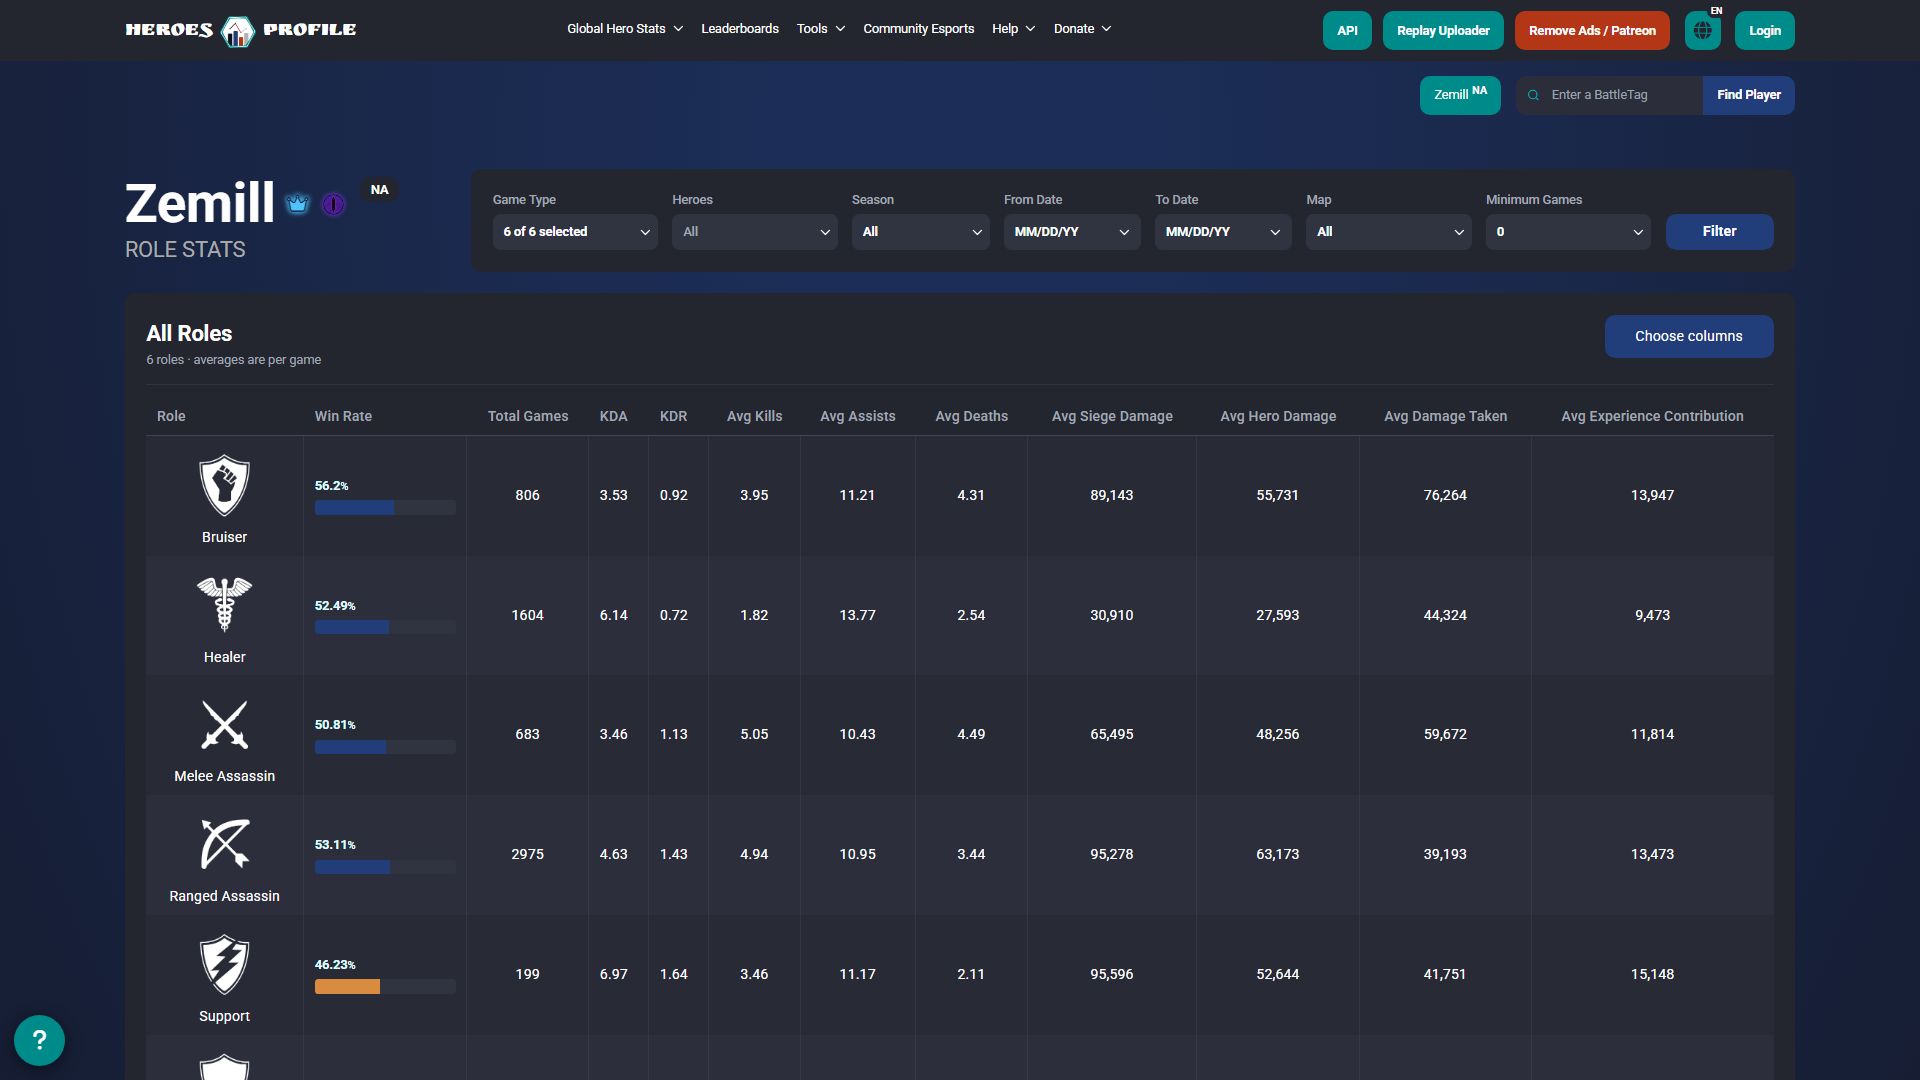 HEROES PROFILE
Global Hero Stats
Leaderboards
Tools
Community Esports
Help
Donate
API
Replay Uploader
Remove Ads / Patreon
EN
Login
Zemill NA
Enter a BattleTag
Find Player
Zemill
NA
ROLE STATS
Game Type
Heroes
Season
From Date
To Date
Map
Minimum Games
6 of 6 selected
All
All
MM/DD/YY
MM/DD/YY
All
0
Filter
All Roles
6 roles · averages are per game
Choose columns
Role Win Rate Total Games KDA KDR Avg Kills Avg Assists Avg Deaths Avg Siege Damage Avg Hero Damage Avg Damage Taken Avg Experience Contribution
Bruiser 56.2% 806 3.53 0.92 3.95 11.21 4.31 89,143 55,731 76,264 13,947
Healer 52.49% 1604 6.14 0.72 1.82 13.77 2.54 30,910 27,593 44,324 9,473
Melee Assassin 50.81% 683 3.46 1.13 5.05 10.43 4.49 65,495 48,256 59,672 11,814
Ranged Assassin 53.11% 2975 4.63 1.43 4.94 10.95 3.44 95,278 63,173 39,193 13,473
Support 46.23% 199 6.97 1.64 3.46 11.17 2.11 95,596 52,644 41,751 15,148
?